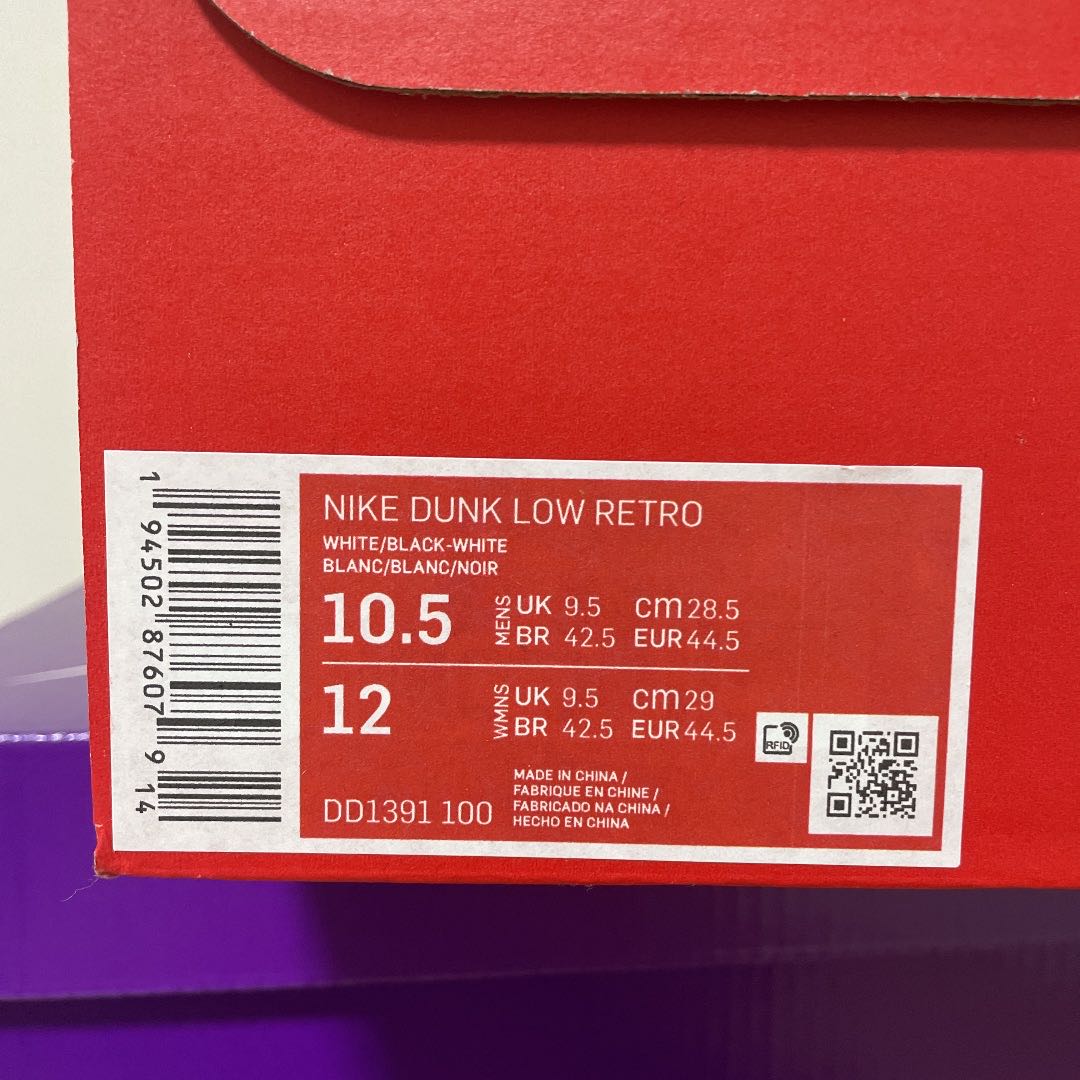 1 94502 87607 9 14
NIKE DUNK LOW RETRO
WHITE/BLACK-WHITE
BLANC/BLANC/NOIR
10.5 MENS UK 9.5 cm 28.5
BR 42.5 EUR 44.5
12 WMNS UK 9.5 cm 29
BR 42.5 EUR 44.5
RFID
MADE IN CHINA /
FABRIQUE EN CHINE /
FABRICADO NA CHINA /
HECHO EN CHINA
DD1391 100